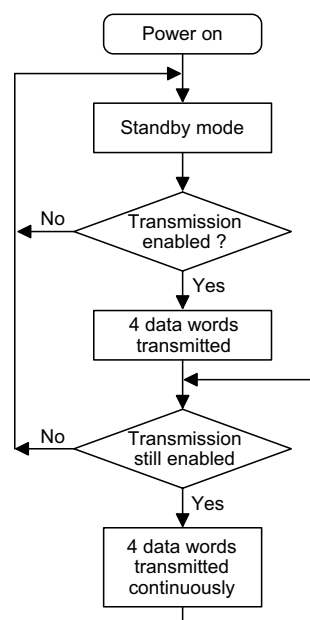 Power on
Standby mode
Transmission
enabled ?
No
Yes
4 data words
transmitted
Transmission
still enabled
No
Yes
4 data words
transmitted
continuously